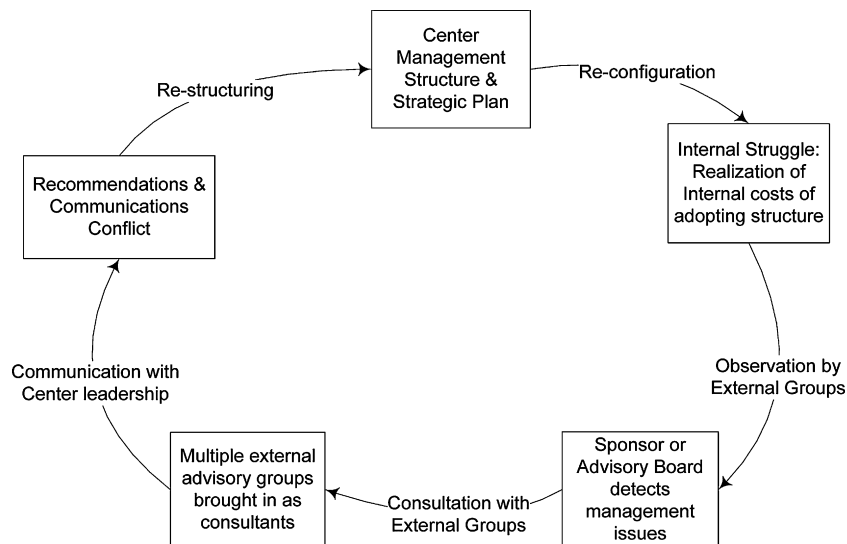 Center
Management
Structure &
Strategic Plan
Re-configuration
Internal Struggle:
Realization of
Internal costs of
adopting structure
Observation by
External Groups
Sponsor or
Advisory Board
detects
management
issues
Consultation with
External Groups
Multiple external
advisory groups
brought in as
consultants
Communication with
Center leadership
Recommendations &
Communications
Conflict
Re-structuring